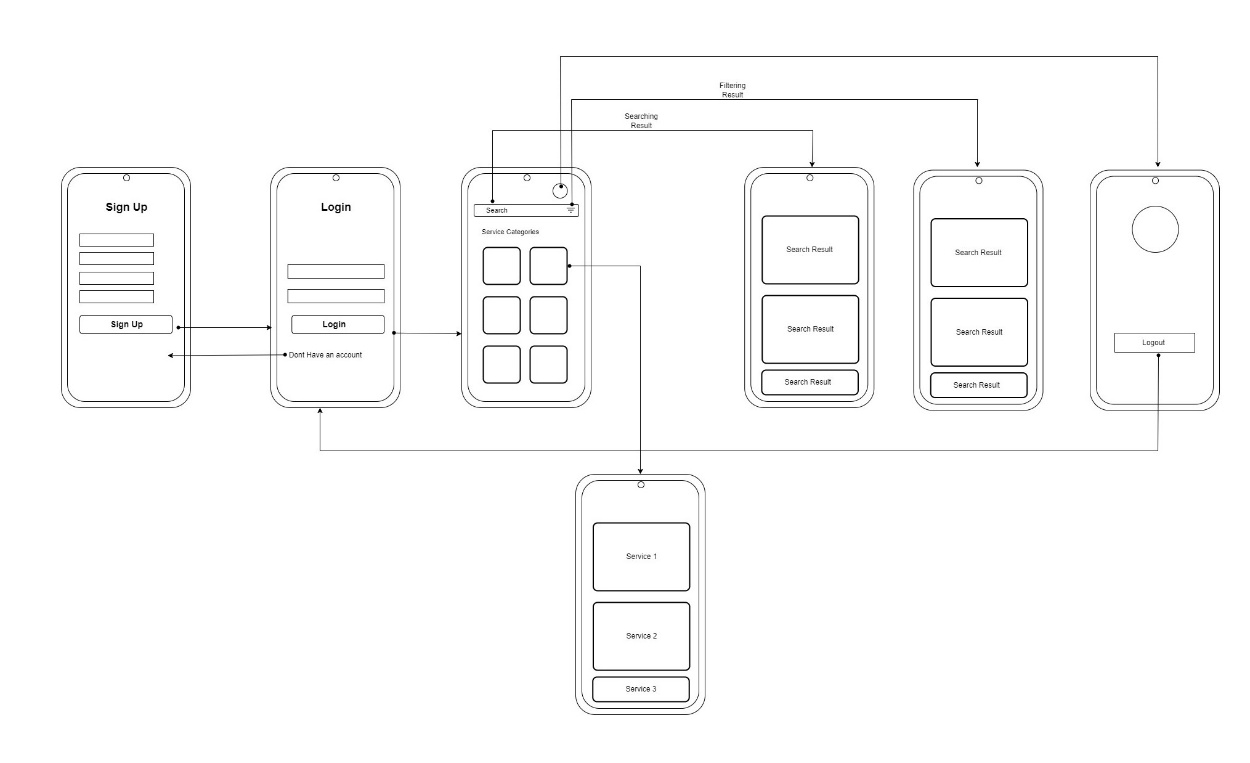 Filtering
Result
Searching
Result
Sign Up
Sign Up
Login
Login
Dont Have an account
Search
Service Categories
Search Result
Search Result
Search Result
Search Result
Search Result
Search Result
Logout
Service 1
Service 2
Service 3